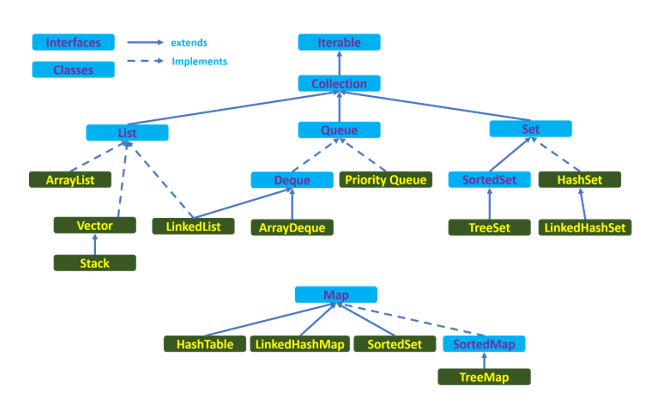 Interfaces
extends
Iterable
Classes
Implements
Collection
List
Queue
Set
ArrayList
Deque
Priority Queue
SortedSet
HashSet
Vector
LinkedList
ArrayDeque
TreeSet
LinkedHashSet
Stack
Map
HashTable
LinkedHashMap
SortedSet
SortedMap
TreeMap